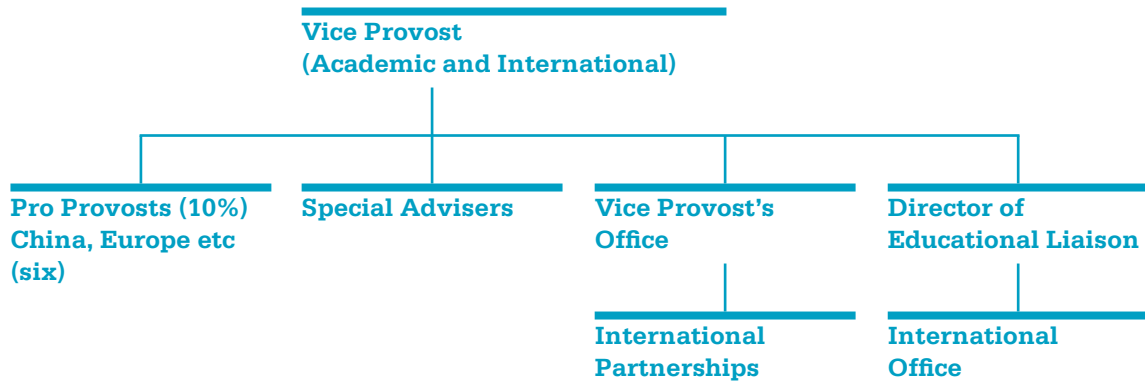 Vice Provost
(Academic and International)
Pro Provosts (10%)
China, Europe etc
(six)
Special Advisers
Vice Provost's
Office
Director of
Educational Liaison
International
Partnerships
International
Office